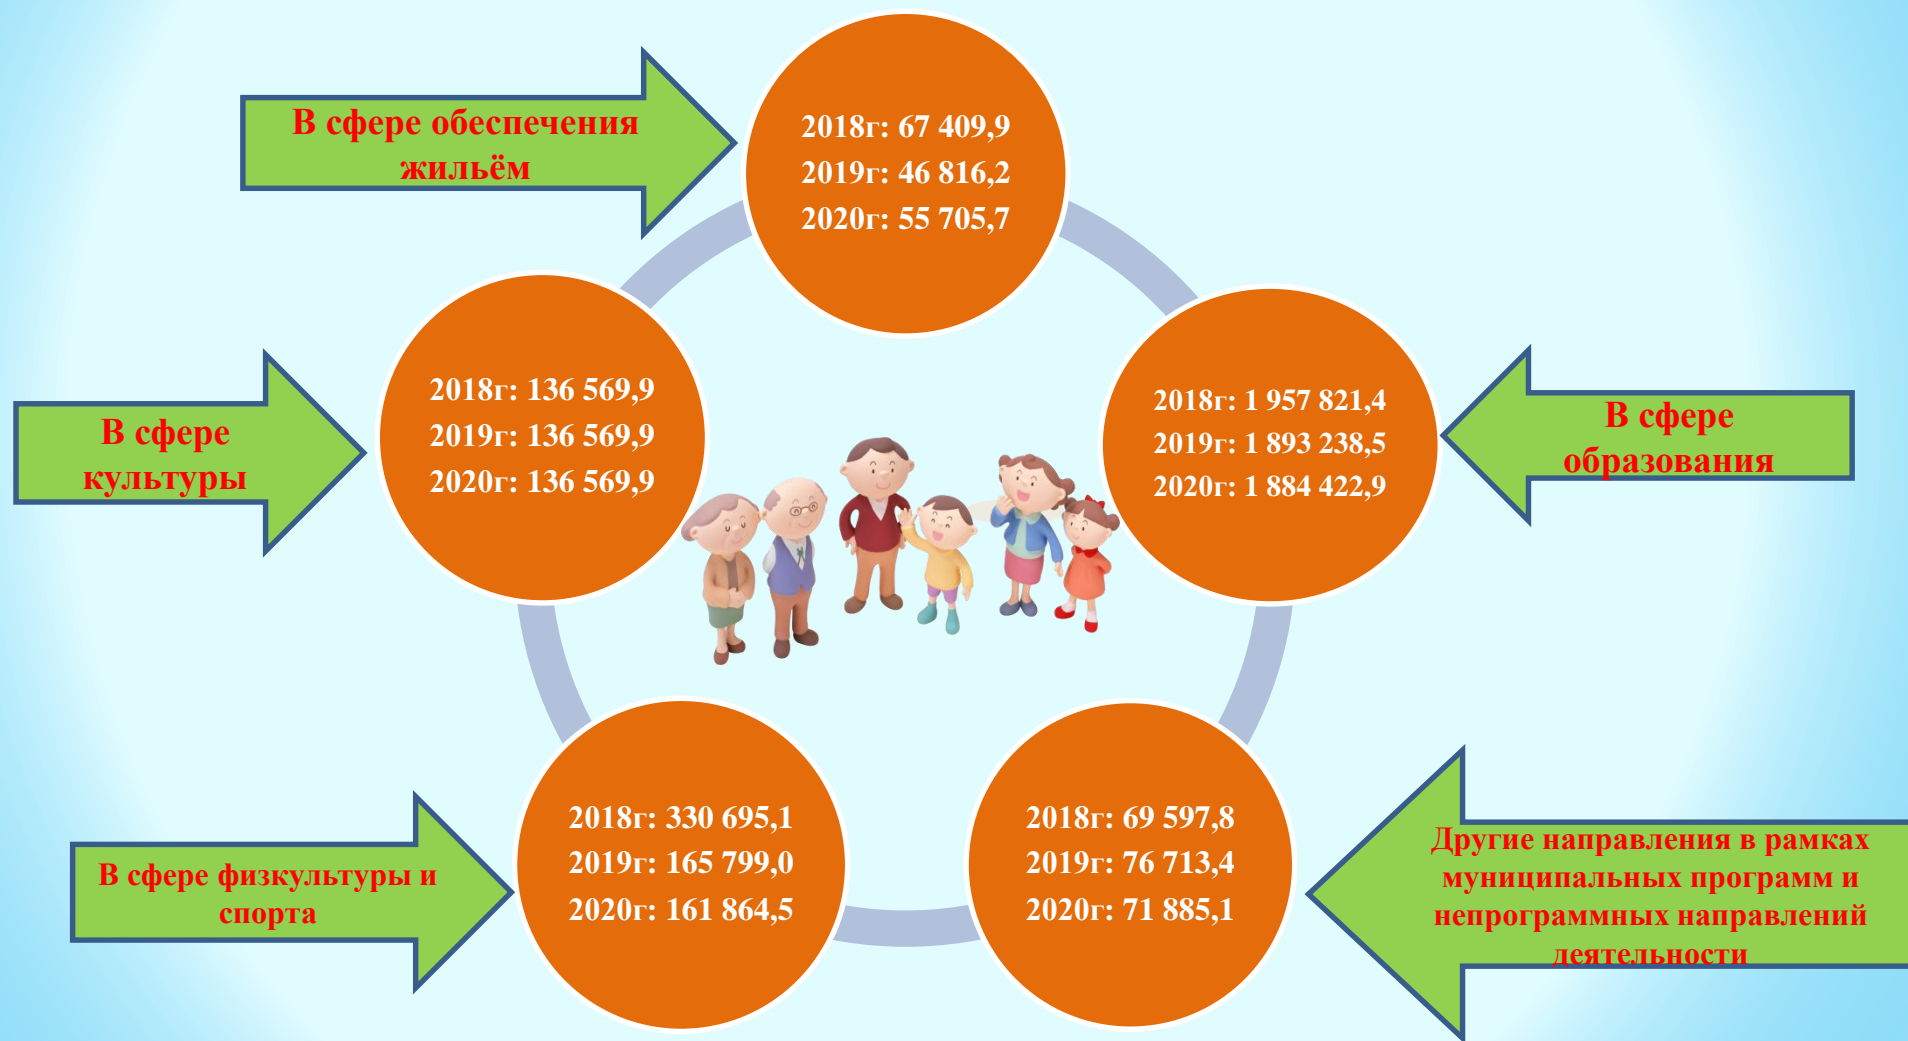 В сфере обеспечения
жильём
2018г: 67 409,9
2019г: 46 816,2
2020г: 55 705,7
В сфере
культуры
2018г: 136 569,9
2019г: 136 569,9
2020г: 136 569,9
2018г: 1 957 821,4
2019г: 1 893 238,5
2020г: 1 884 422,9
В сфере
образования
В сфере физкультуры и
спорта
2018г: 330 695,1
2019г: 165 799,0
2020г: 161 864,5
2018г: 69 597,8
2019г: 76 713,4
2020г: 71 885,1
Другие направления в рамках
муниципальных программ и
непрограммных направлений
деятельности